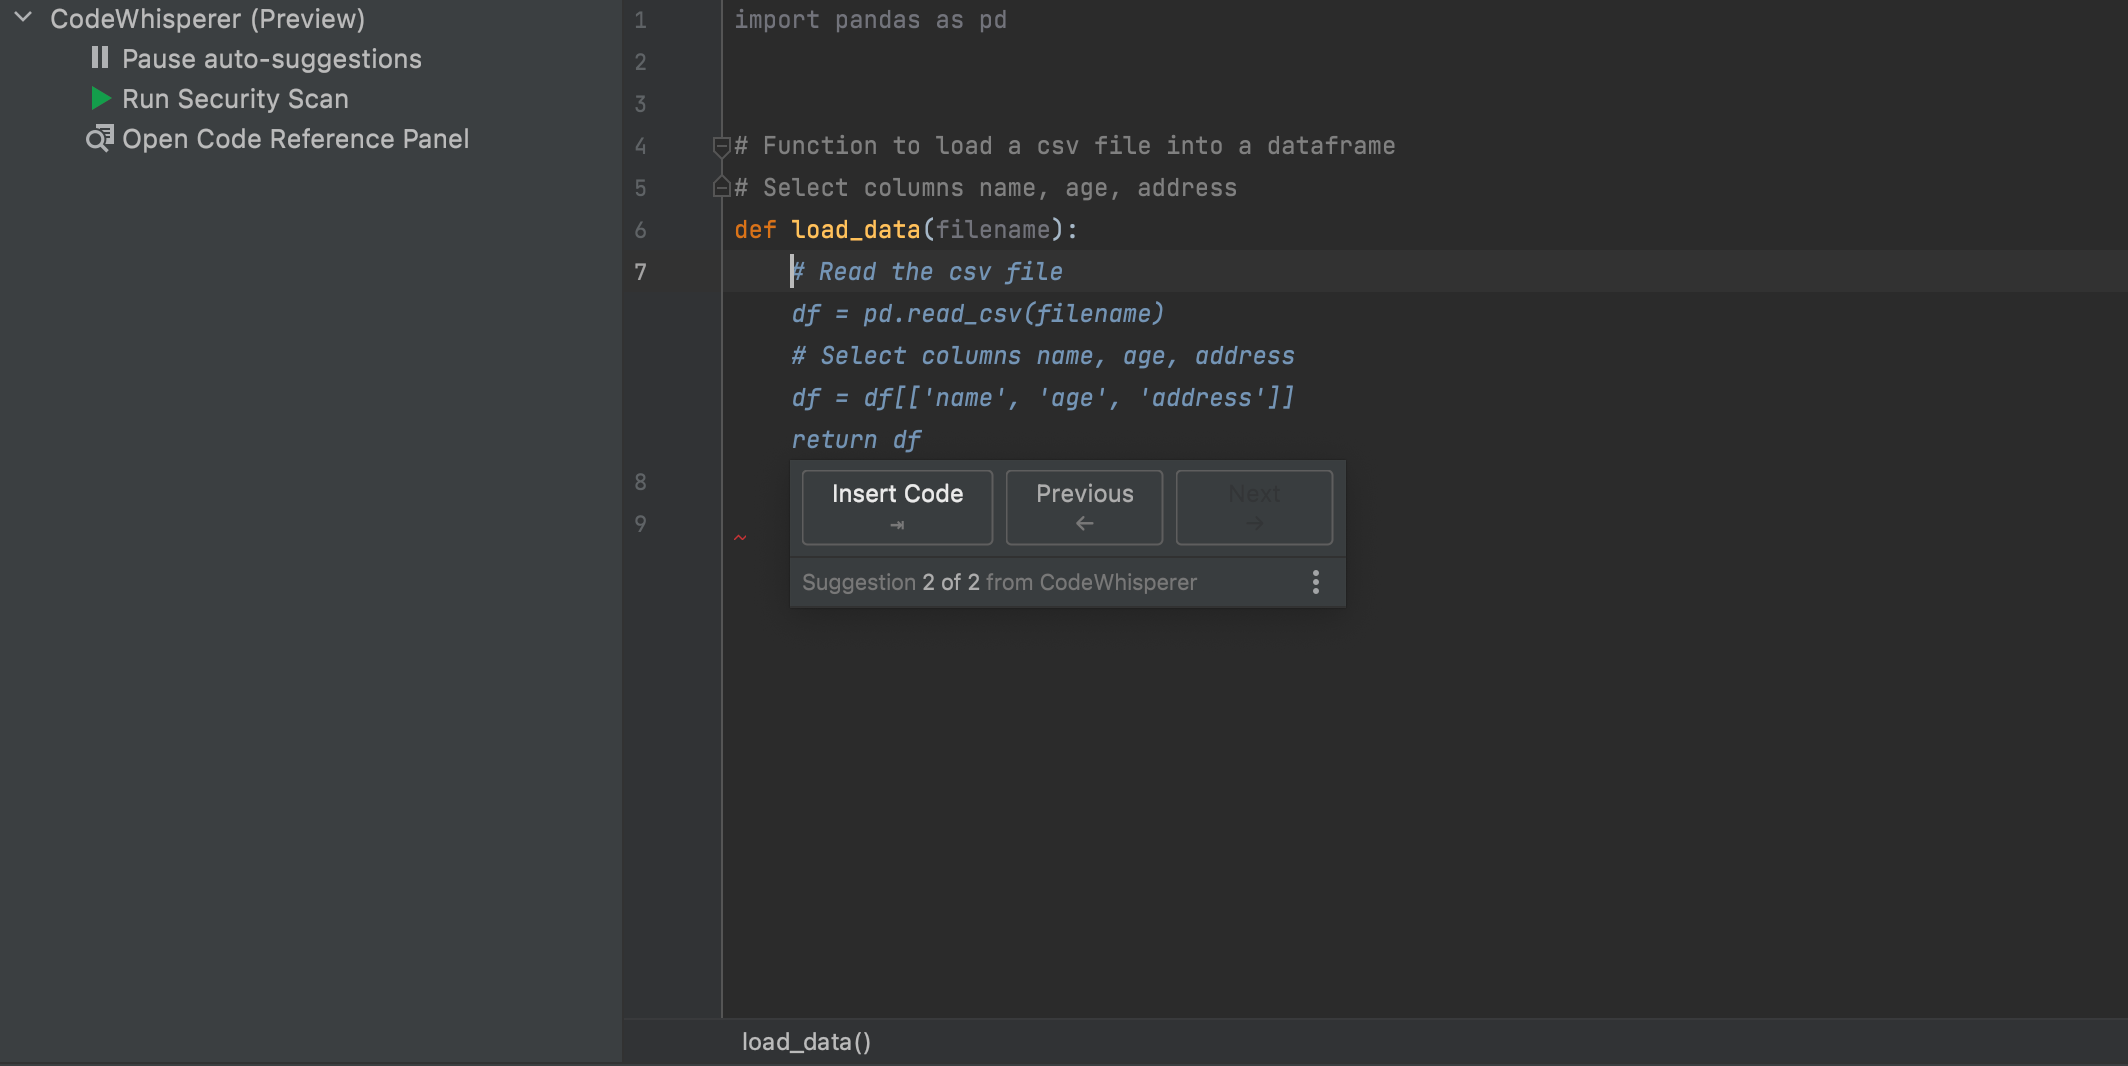 CodeWhisperer (Preview)
Pause auto-suggestions
Run Security Scan
Open Code Reference Panel
1 import pandas as pd
2
3
4 # Function to load a csv file into a dataframe
5 # Select columns name, age, address
6 def load_data(filename):
7 # Read the csv file
df = pd.read_csv(filename)
# Select columns name, age, address
df = df[['name', 'age', 'address']]
return df
8
9
Insert Code Previous Next
⇥ ← →
Suggestion 2 of 2 from CodeWhisperer
load_data()